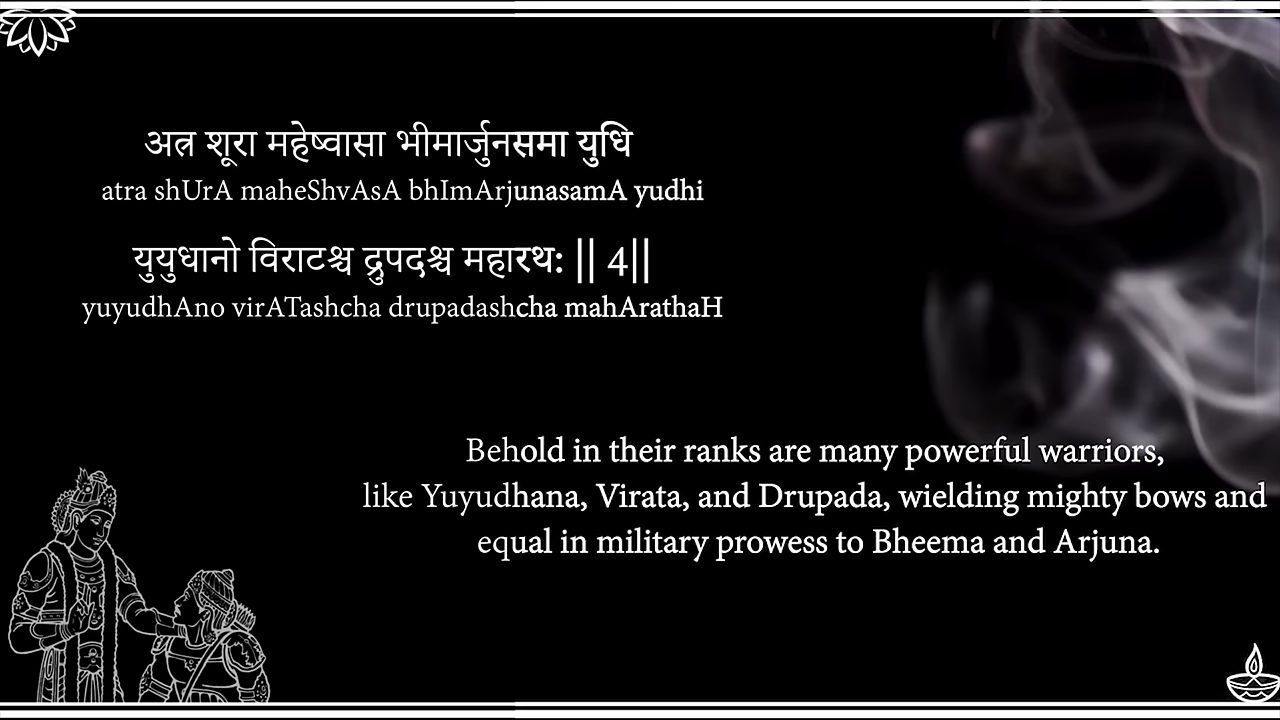 अत्र शूरा महेष्वासा भीमार्जुनसमा युधि
atra shUrA maheShvAsA bhImArjunasamA yudhi
युयुधानो विराटश्च द्रुपदश्च महारथ: || 4||
yuyudhAno virATashcha drupadashcha mahArathaH
Behold in their ranks are many powerful warriors,
like Yuyudhana, Virata, and Drupada, wielding mighty bows and
equal in military prowess to Bheema and Arjuna.